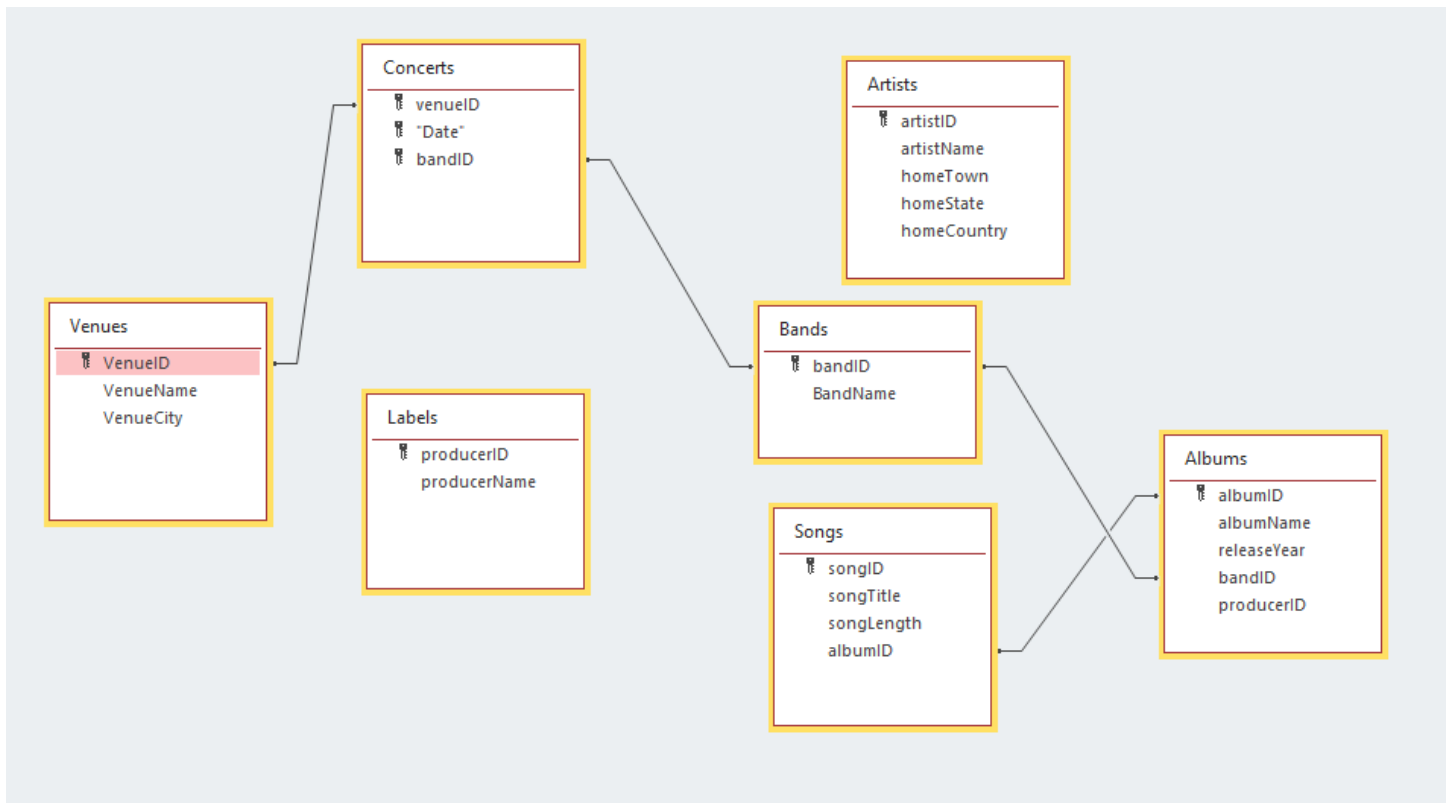 Concerts
venueID
"Date"
bandID
Artists
artistID
artistName
homeTown
homeState
homeCountry
Venues
VenueID
VenueName
VenueCity
Labels
producerID
producerName
Bands
bandID
BandName
Songs
songID
songTitle
songLength
albumID
Albums
albumID
albumName
releaseYear
bandID
producerID